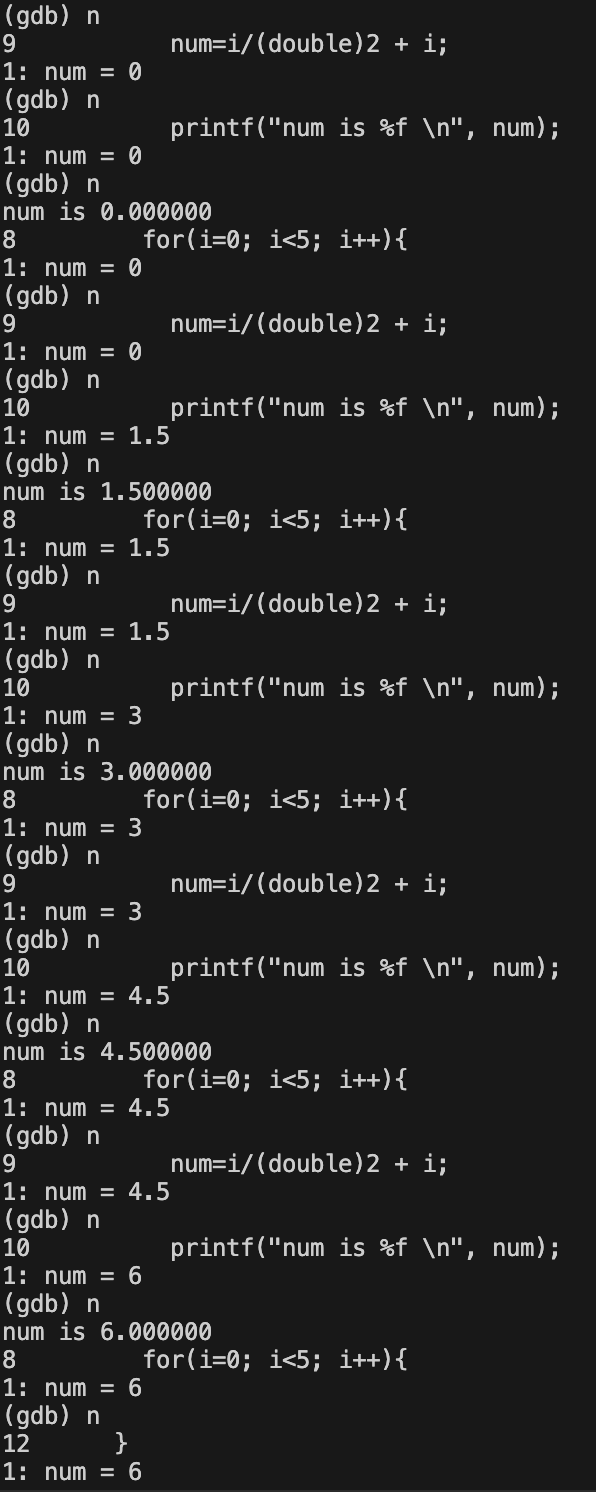 (gdb) n
9           num=i/(double)2 + i;
1: num = 0
(gdb) n
10          printf("num is %f \n", num);
1: num = 0
(gdb) n
num is 0.000000
8         for(i=0; i<5; i++){
1: num = 0
(gdb) n
9           num=i/(double)2 + i;
1: num = 0
(gdb) n
10          printf("num is %f \n", num);
1: num = 1.5
(gdb) n
num is 1.500000
8         for(i=0; i<5; i++){
1: num = 1.5
(gdb) n
9           num=i/(double)2 + i;
1: num = 1.5
(gdb) n
10          printf("num is %f \n", num);
1: num = 3
(gdb) n
num is 3.000000
8         for(i=0; i<5; i++){
1: num = 3
(gdb) n
9           num=i/(double)2 + i;
1: num = 3
(gdb) n
10          printf("num is %f \n", num);
1: num = 4.5
(gdb) n
num is 4.500000
8         for(i=0; i<5; i++){
1: num = 4.5
(gdb) n
9           num=i/(double)2 + i;
1: num = 4.5
(gdb) n
10          printf("num is %f \n", num);
1: num = 6
(gdb) n
num is 6.000000
8         for(i=0; i<5; i++){
1: num = 6
(gdb) n
12      }
1: num = 6